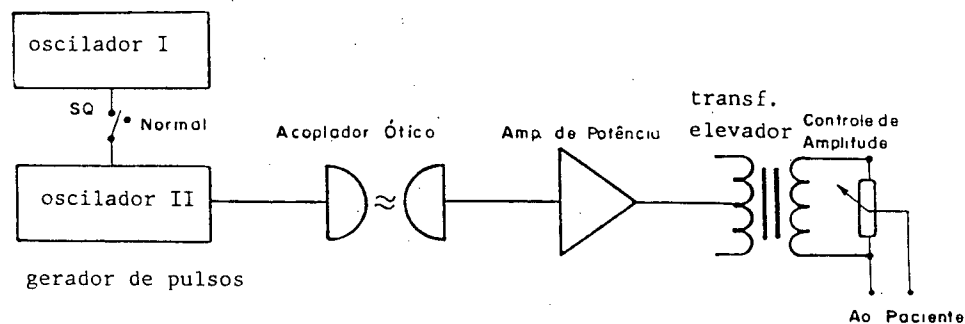 oscilador I
SQ
Normal
oscilador II
gerador de pulsos
Acoplador Ótico
Amp. de Potência
transf.
elevador
Controle de
Amplitude
Ao Paciente